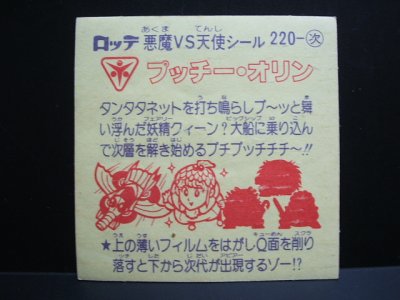 ロッテ 悪魔VS天使シール 220-次
プッチー・オリン
タンタタネットを打ち鳴らしプ〜ッと舞
い浮んだ妖精クィーン?大船に乗り込ん
で次層を解き始めるプチプッチチチ〜!!
★上の薄いフィルムをはがしQ面を削り
落すと下から次代が出現するゾー!?